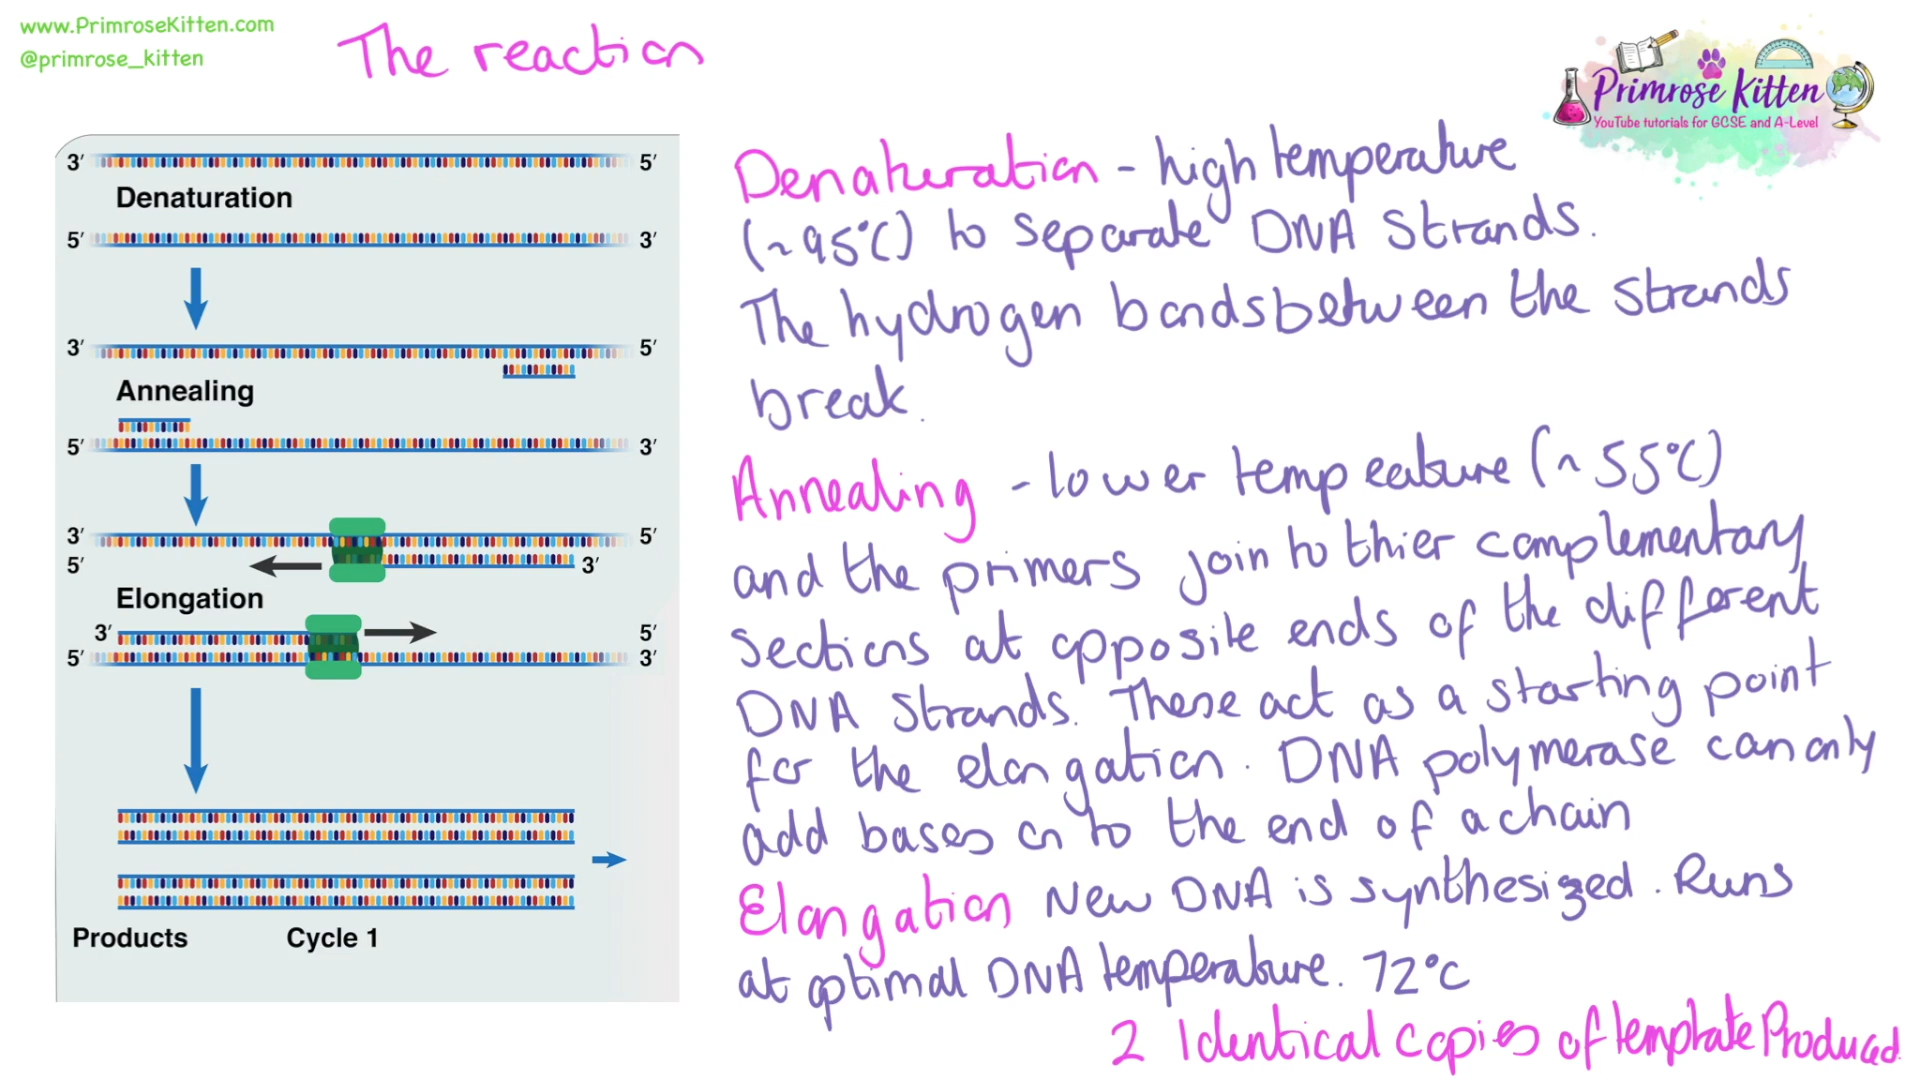 www.PrimroseKitten.com
@primrose_kitten
The reaction
Primrose Kitten
YouTube tutorials for GCSE and A-Level
3′ 5′
Denaturation
5′ 3′
3′ 5′
Annealing
5′ 3′
3′ 5′
5′ 3′
Elongation
3′ 5′
5′ 3′
Products Cycle 1
Denaturation - high temperature
(~95°C) to separate DNA strands.
The hydrogen bonds between the strands
break.
Annealing - lower tempeature (~55°C)
and the primers join to thier complementary
sections at opposite ends of the different
DNA strands. These act as a starting point
for the elongation. DNA polymerase can only
add bases on to the end of a chain
Elongation New DNA is synthesized. Runs
at optimal DNA temperature. 72°C
2 Identical copies of template Produced